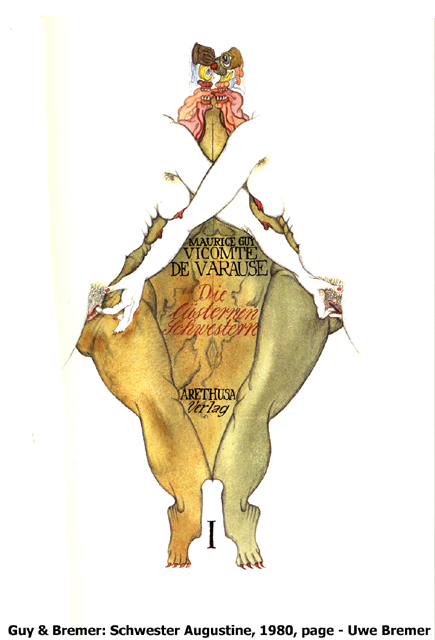 MAURICE GUY
VICOMTE
DE VARAUSE
Die
lüsternen
Schwestern
ARETHUSA
Verlag
I
Guy & Bremer: Schwester Augustine, 1980, page - Uwe Bremer